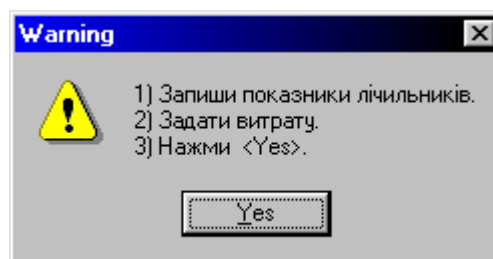 Warning
1) Запиши показники лічильників.
2) Задати витрату.
3) Нажми <Yes>.
Yes